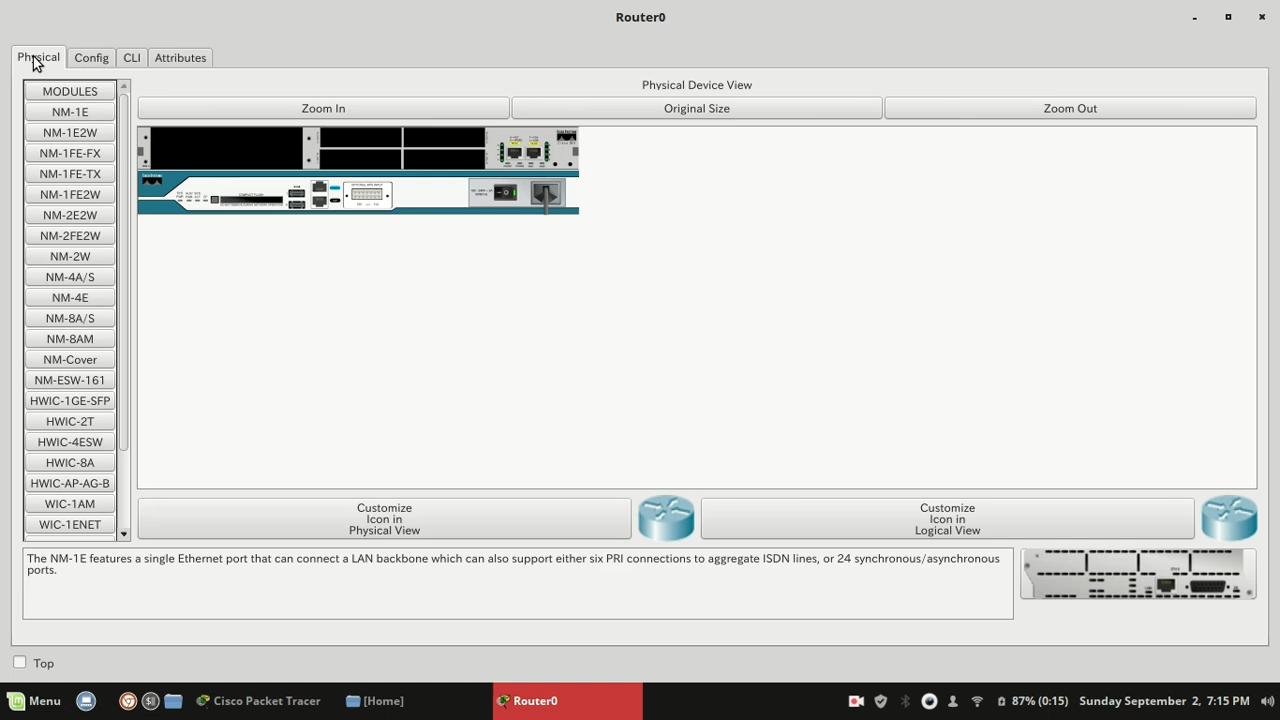 Router0
Physical
Config
CLI
Attributes
MODULES
NM-1E
NM-1E2W
NM-1FE-FX
NM-1FE-TX
NM-1FE2W
NM-2E2W
NM-2FE2W
NM-2W
NM-4A/S
NM-4E
NM-8A/S
NM-8AM
NM-Cover
NM-ESW-161
HWIC-1GE-SFP
HWIC-2T
HWIC-4ESW
HWIC-8A
HWIC-AP-AG-B
WIC-1AM
WIC-1ENET
Physical Device View
Zoom In
Original Size
Zoom Out
Customize
Icon in
Physical View
Customize
Icon in
Logical View
The NM-1E features a single Ethernet port that can connect a LAN backbone which can also support either six PRI connections to aggregate ISDN lines, or 24 synchronous/asynchronous
ports.
Top
Menu
Cisco Packet Tracer
[Home]
Router0
87% (0:15)
Sunday September 2, 7:15 PM